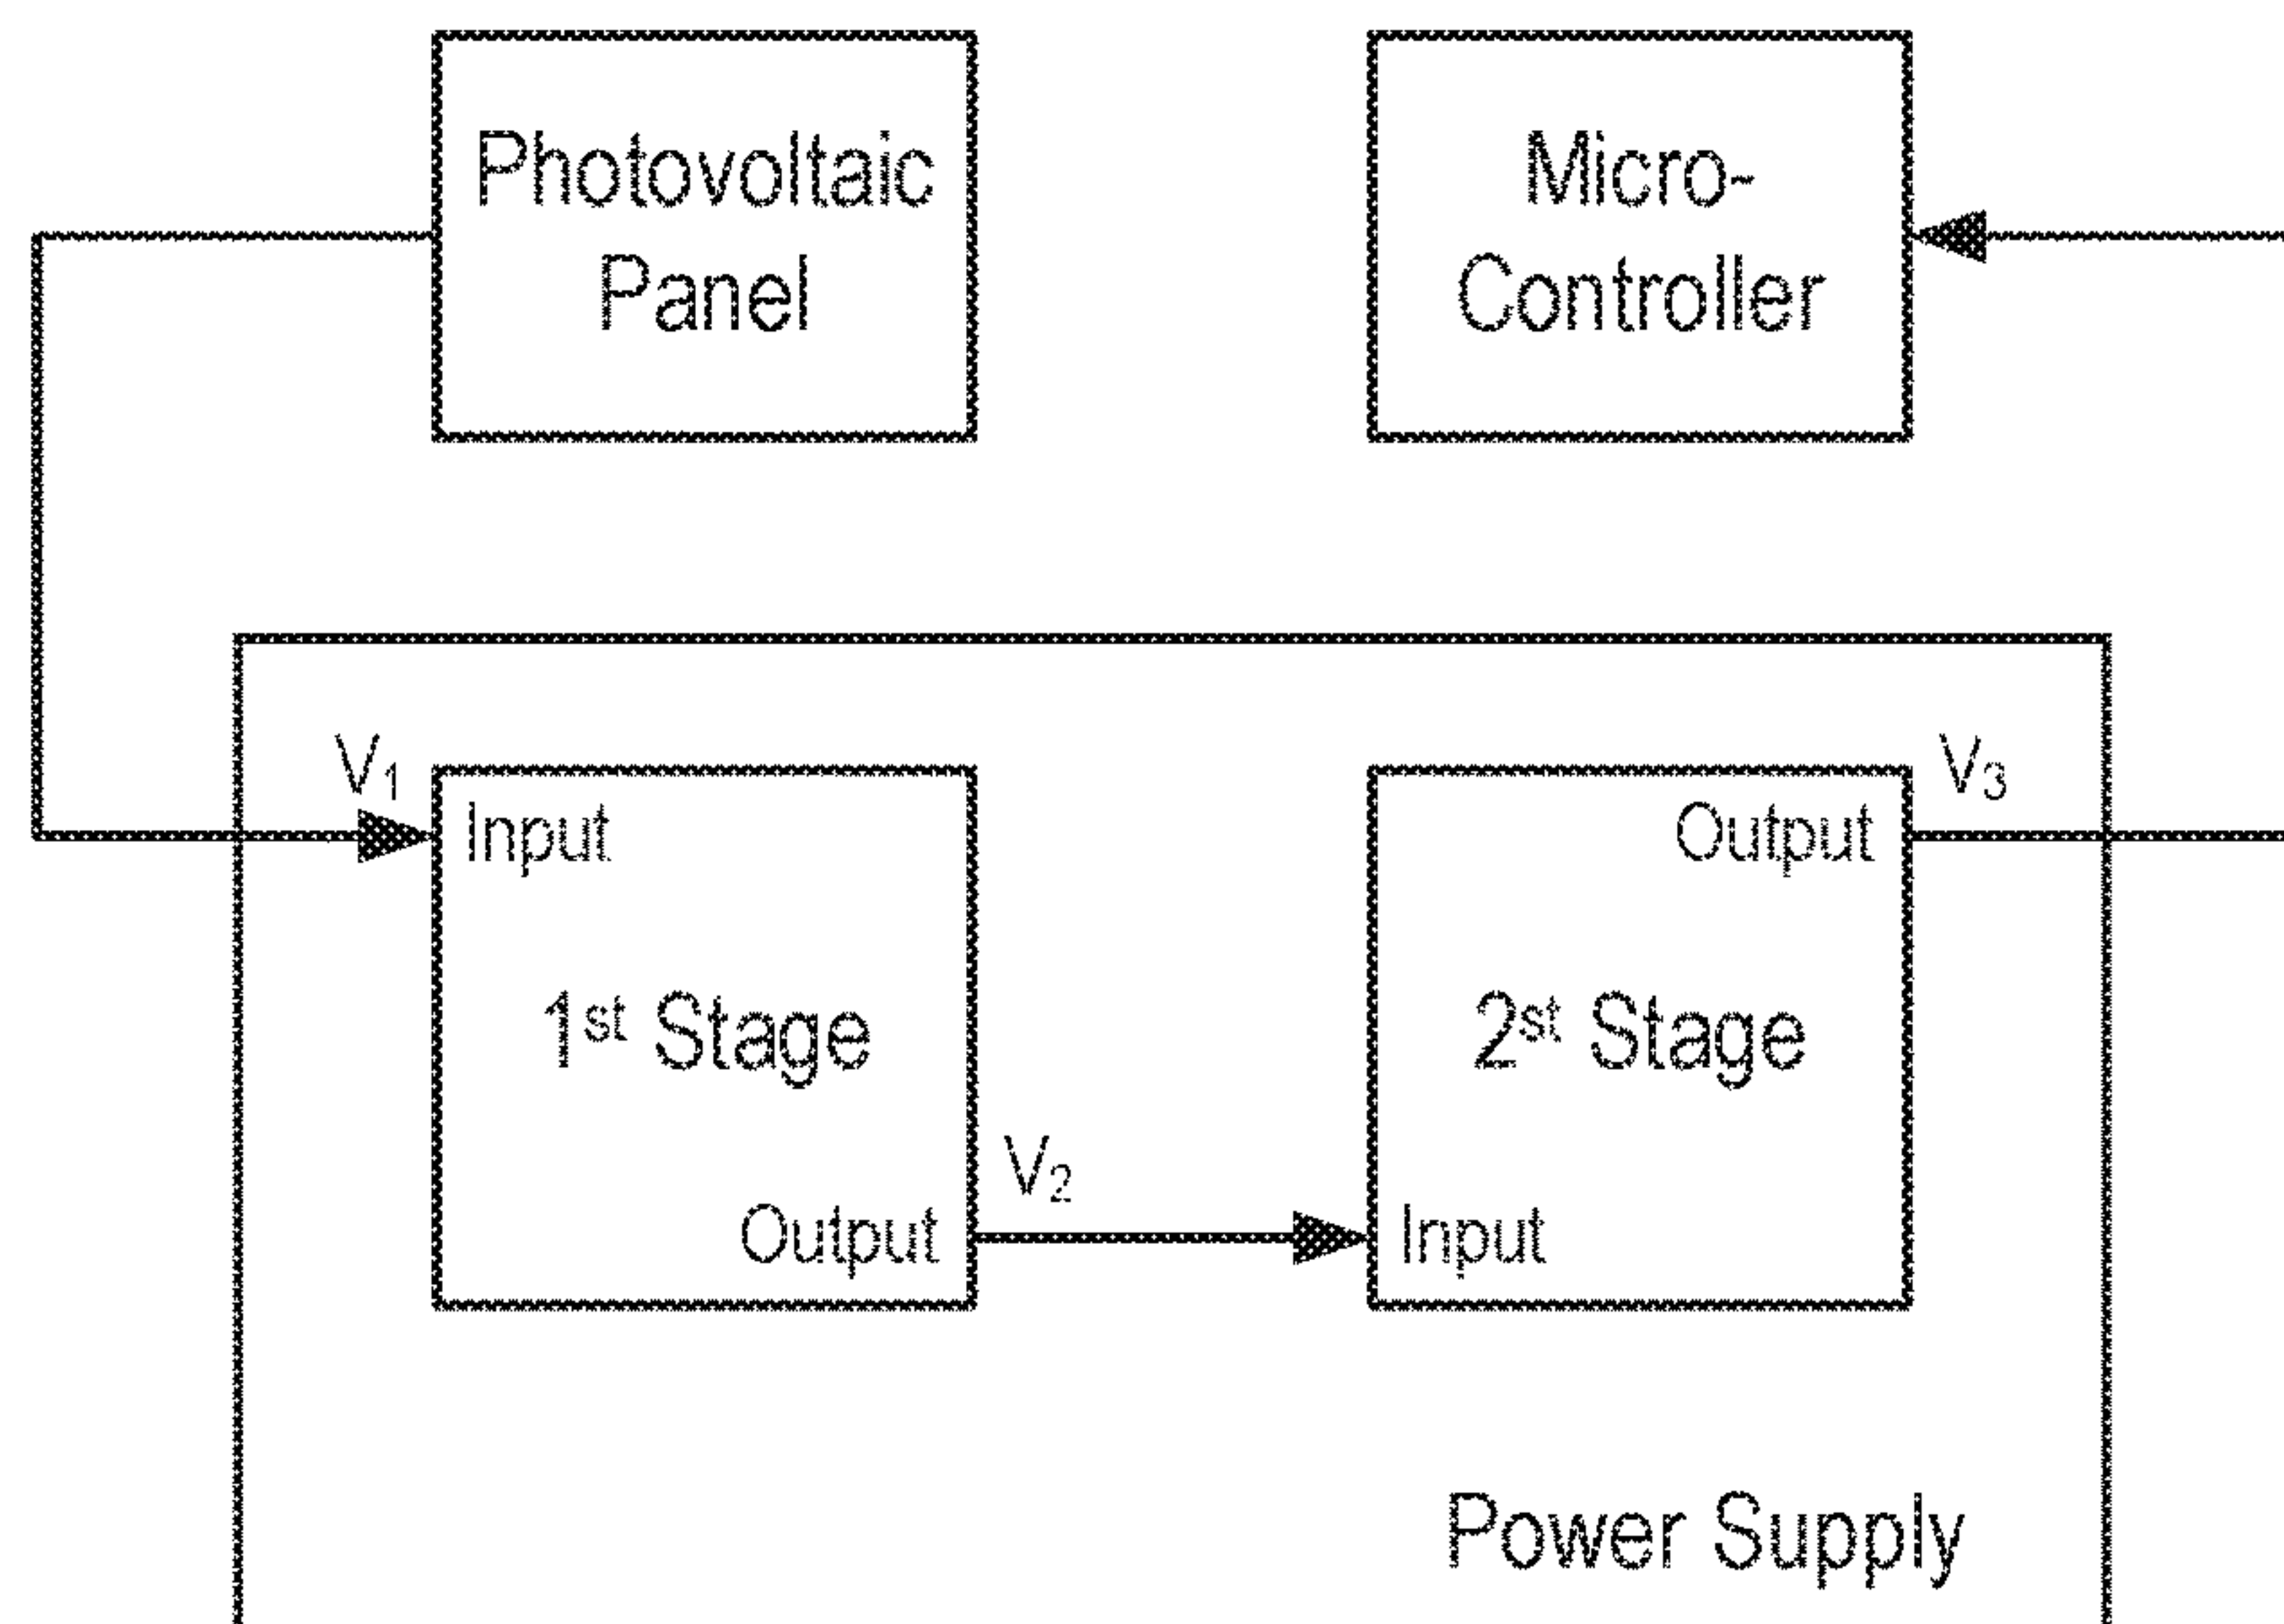 Photovoltaic
Panel
Micro-
Controller
V₁
Input
1ˢᵗ Stage
Output
V₂
V₃
Output
2ˢᵗ Stage
Input
Power Supply